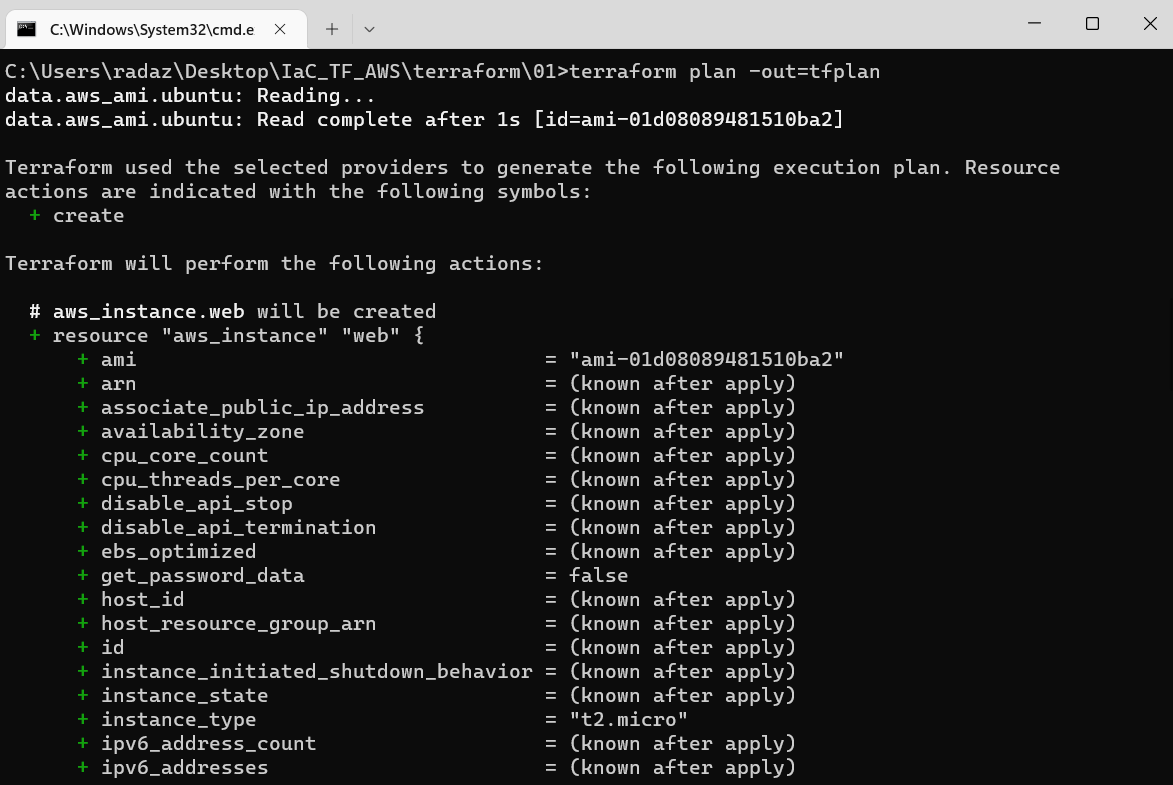 C:\Windows\System32\cmd.e
C:\Users\radaz\Desktop\IaC_TF_AWS\terraform\01>terraform plan -out=tfplan
data.aws_ami.ubuntu: Reading...
data.aws_ami.ubuntu: Read complete after 1s [id=ami-01d08089481510ba2]
Terraform used the selected providers to generate the following execution plan. Resource
actions are indicated with the following symbols:
  + create
Terraform will perform the following actions:
  # aws_instance.web will be created
  + resource "aws_instance" "web" {
      + ami                                  = "ami-01d08089481510ba2"
      + arn                                  = (known after apply)
      + associate_public_ip_address          = (known after apply)
      + availability_zone                    = (known after apply)
      + cpu_core_count                       = (known after apply)
      + cpu_threads_per_core                 = (known after apply)
      + disable_api_stop                     = (known after apply)
      + disable_api_termination              = (known after apply)
      + ebs_optimized                        = (known after apply)
      + get_password_data                    = false
      + host_id                              = (known after apply)
      + host_resource_group_arn              = (known after apply)
      + id                                   = (known after apply)
      + instance_initiated_shutdown_behavior = (known after apply)
      + instance_state                       = (known after apply)
      + instance_type                        = "t2.micro"
      + ipv6_address_count                   = (known after apply)
      + ipv6_addresses                       = (known after apply)